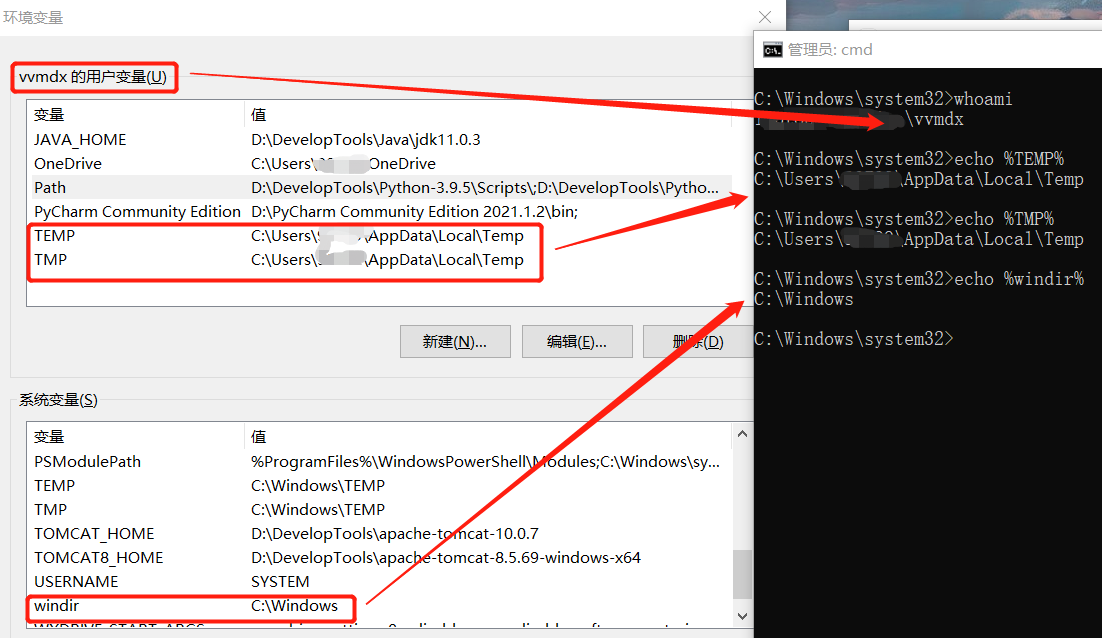 环境变量
vvmdx 的用户变量(U)
变量 值
JAVA_HOME D:\DevelopTools\Java\jdk11.0.3
OneDrive C:\Users\ OneDrive
Path D:\DevelopTools\Python-3.9.5\Scripts\;D:\DevelopTools\Pytho...
PyCharm Community Edition D:\PyCharm Community Edition 2021.1.2\bin;
TEMP C:\Users\ \AppData\Local\Temp
TMP C:\Users\ \AppData\Local\Temp
新建(N)... 编辑(E)... 删除(D)
系统变量(S)
变量 值
PSModulePath %ProgramFiles%\WindowsPowerShell\Modules;C:\Windows\sy...
TEMP C:\Windows\TEMP
TMP C:\Windows\TEMP
TOMCAT_HOME D:\DevelopTools\apache-tomcat-10.0.7
TOMCAT8_HOME D:\DevelopTools\apache-tomcat-8.5.69-windows-x64
USERNAME SYSTEM
windir C:\Windows
管理员: cmd
C:\Windows\system32>whoami
\vvmdx
C:\Windows\system32>echo %TEMP%
C:\Users\ \AppData\Local\Temp
C:\Windows\system32>echo %TMP%
C:\Users\ \AppData\Local\Temp
C:\Windows\system32>echo %windir%
C:\Windows
C:\Windows\system32>